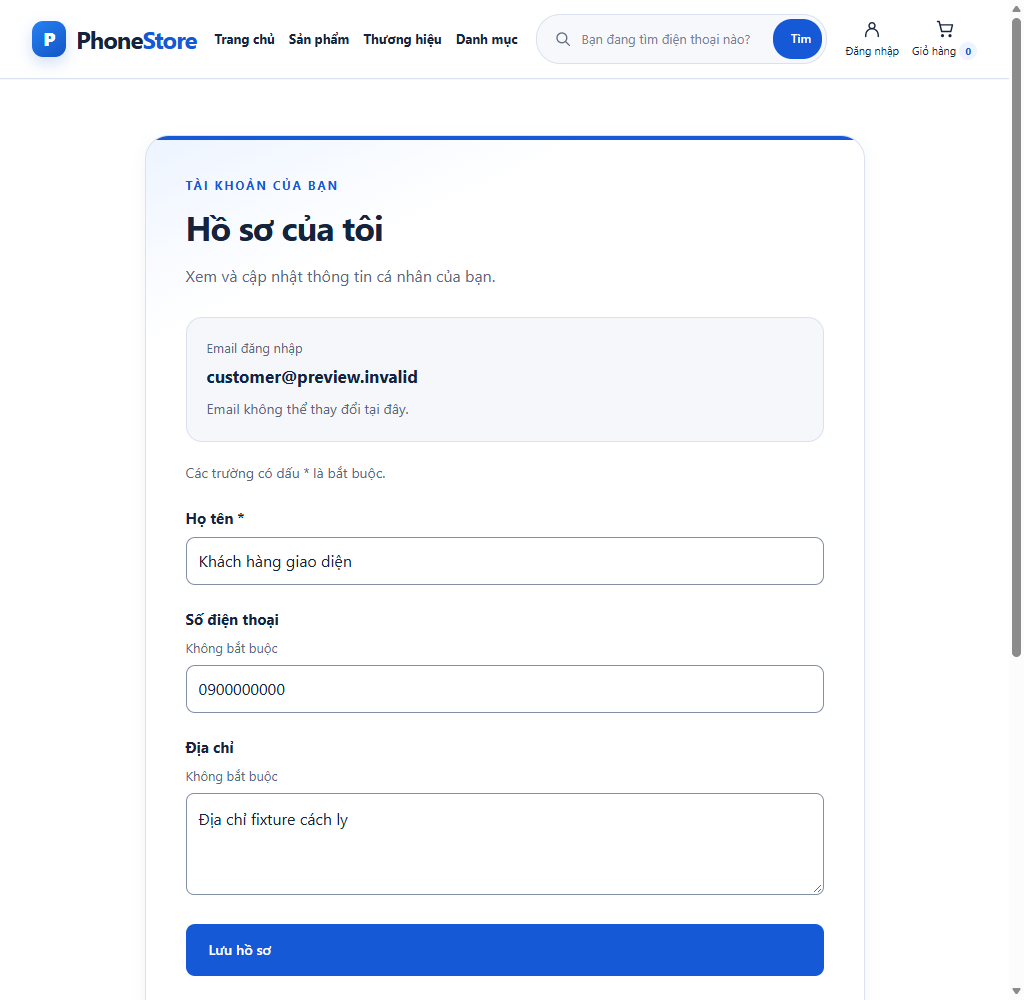 P PhoneStore Trang chủ Sản phẩm Thương hiệu Danh mục Bạn đang tìm điện thoại nào? Tìm Đăng nhập Giỏ hàng 0
TÀI KHOẢN CỦA BẠN
Hồ sơ của tôi
Xem và cập nhật thông tin cá nhân của bạn.
Email đăng nhập
customer@preview.invalid
Email không thể thay đổi tại đây.
Các trường có dấu * là bắt buộc.
Họ tên *
Khách hàng giao diện
Số điện thoại
Không bắt buộc
0900000000
Địa chỉ
Không bắt buộc
Địa chỉ fixture cách ly
Lưu hồ sơ